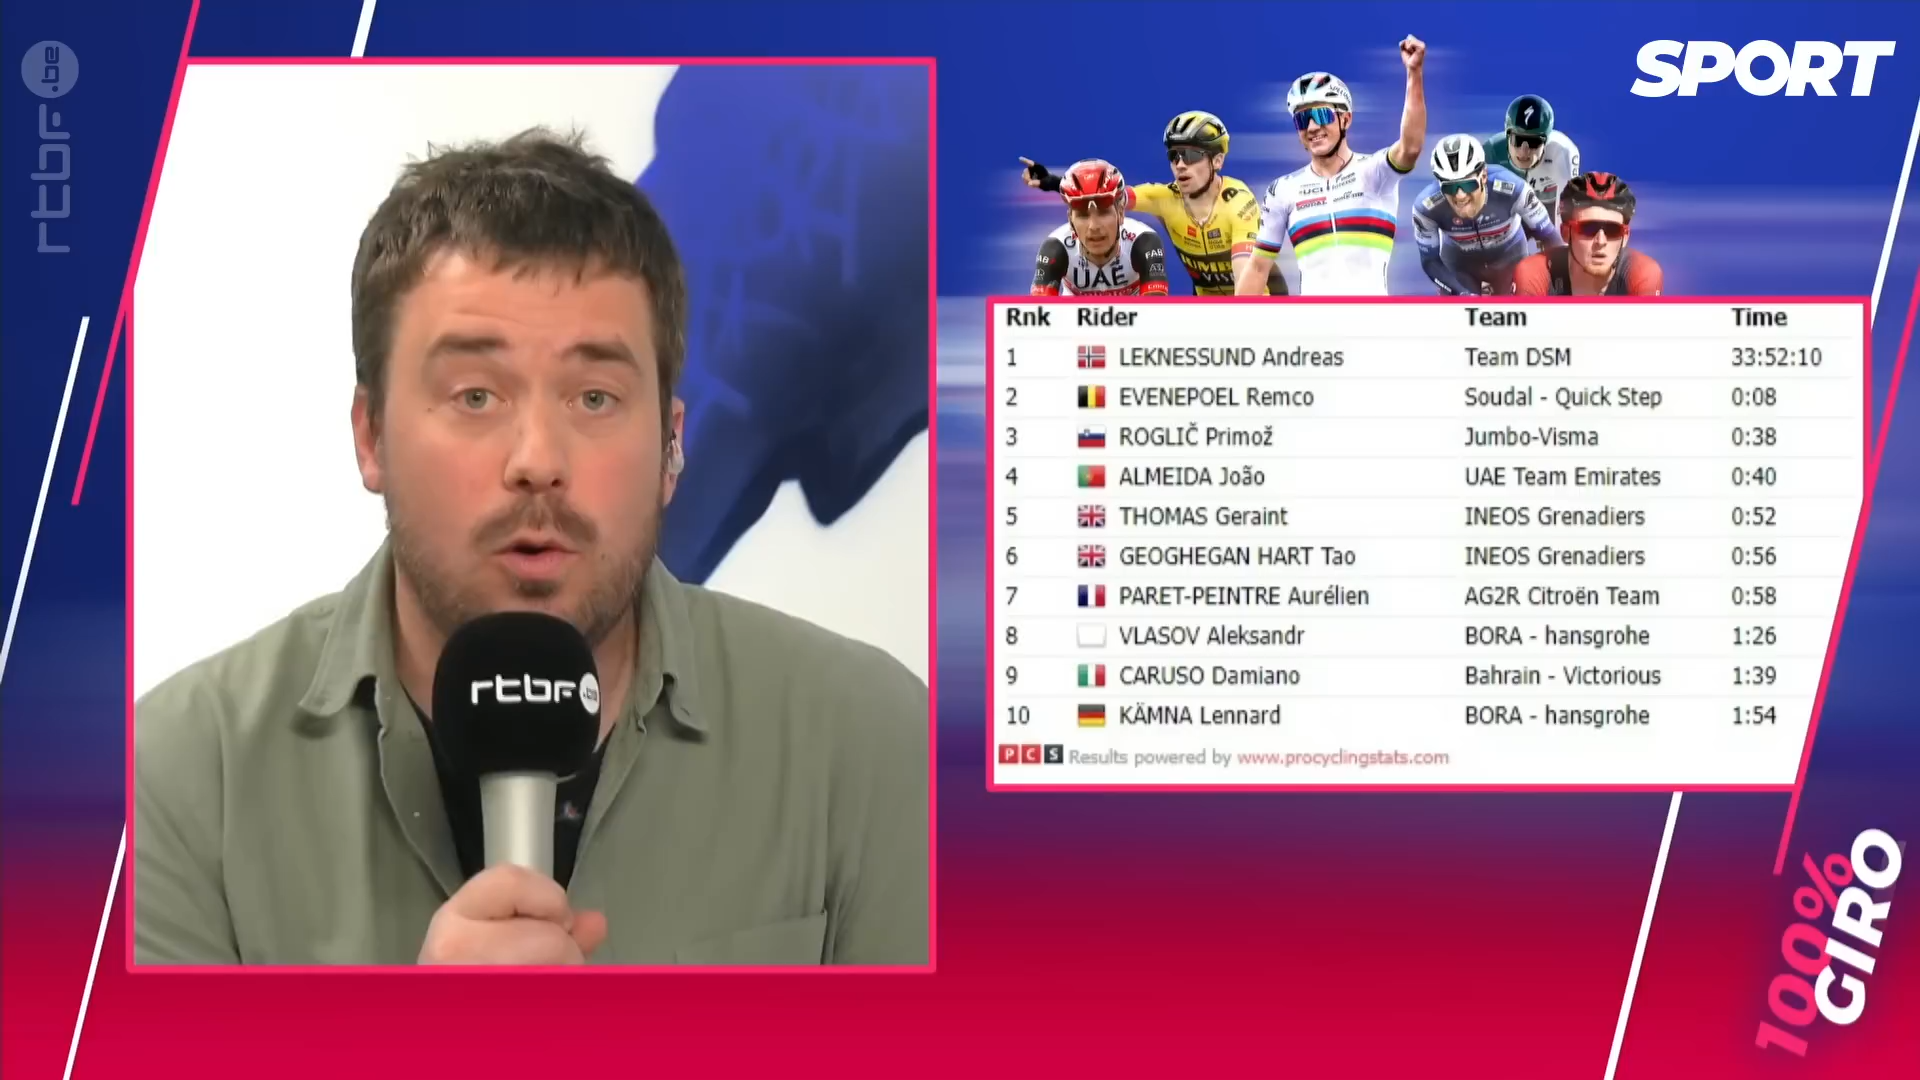 rtbf.be
SPORT
UAE
FAB
Rnk Rider Team Time
1 LEKNESSUND Andreas Team DSM 33:52:10
2 EVENEPOEL Remco Soudal - Quick Step 0:08
3 ROGLIČ Primož Jumbo-Visma 0:38
4 ALMEIDA João UAE Team Emirates 0:40
5 THOMAS Geraint INEOS Grenadiers 0:52
6 GEOGHEGAN HART Tao INEOS Grenadiers 0:56
7 PARET-PEINTRE Aurélien AG2R Citroën Team 0:58
8 VLASOV Aleksandr BORA - hansgrohe 1:26
9 CARUSO Damiano Bahrain - Victorious 1:39
10 KÄMNA Lennard BORA - hansgrohe 1:54
PCS Results powered by www.procyclingstats.com
rtbf.be
100%
GIRO